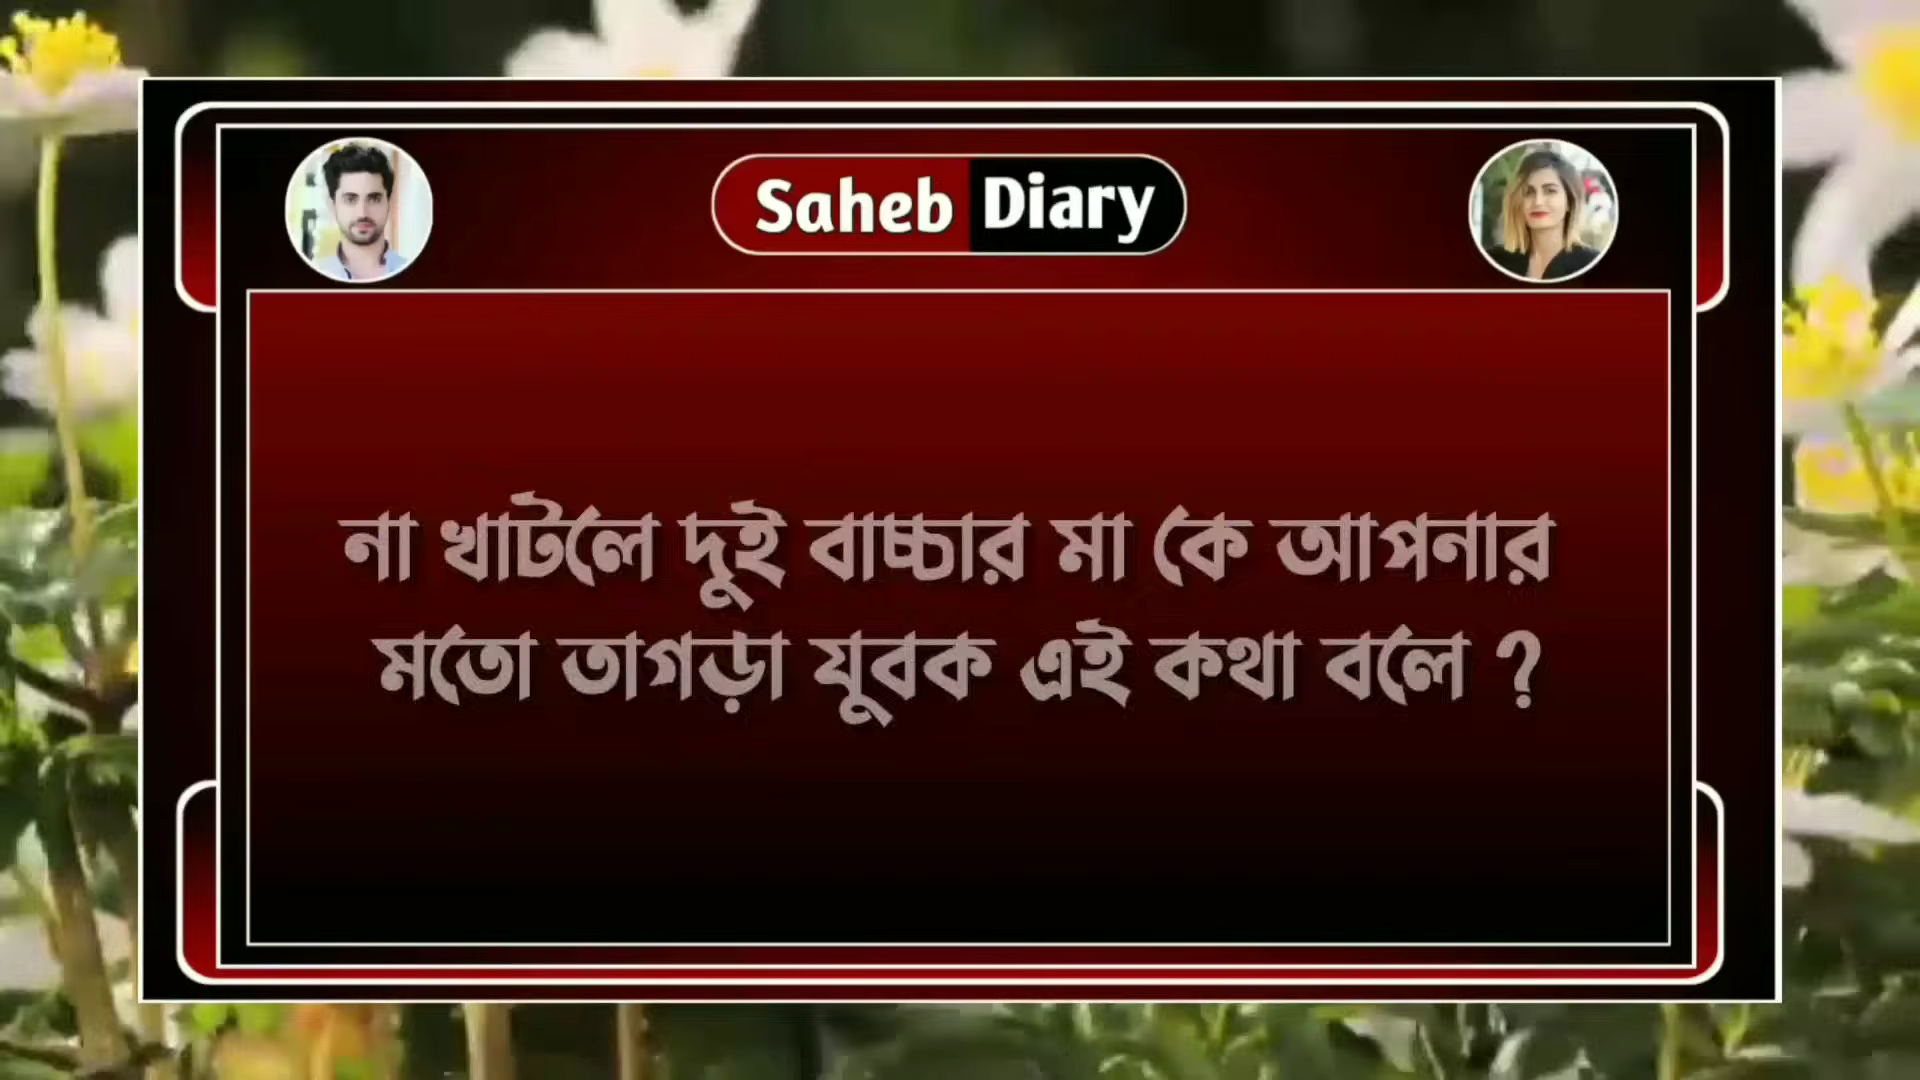 Saheb Diary
না খাটলে দুই বাচ্চার মা কে আপনার
মতো তাগড়া যুবক এই কথা বলে ?